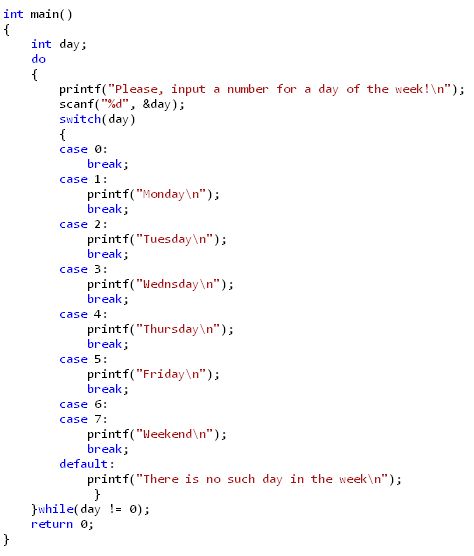 int main()
{
    int day;
    do
    {
        printf("Please, input a number for a day of the week!\n");
        scanf("%d", &day);
        switch(day)
        {
        case 0:
            break;
        case 1:
            printf("Monday\n");
            break;
        case 2:
            printf("Tuesday\n");
            break;
        case 3:
            printf("Wednsday\n");
            break;
        case 4:
            printf("Thursday\n");
            break;
        case 5:
            printf("Friday\n");
            break;
        case 6:
        case 7:
            printf("Weekend\n");
            break;
        default:
            printf("There is no such day in the week\n");
             }
    }while(day != 0);
    return 0;
}